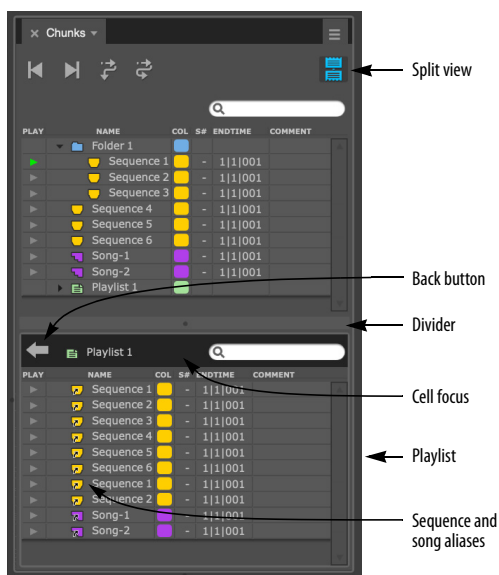 × Chunks
Split view
PLAY NAME COL S# ENDTIME COMMENT
Folder 1
Sequence 1 - 1|1|001
Sequence 2 - 1|1|001
Sequence 3 - 1|1|001
Sequence 4 - 1|1|001
Sequence 5 - 1|1|001
Sequence 6 - 1|1|001
Song-1 - 1|1|001
Song-2 - 1|1|001
Playlist 1
Back button
Divider
Playlist 1
PLAY NAME COL S# ENDTIME COMMENT
Sequence 1 - 1|1|001
Cell focus
Sequence 2 - 1|1|001
Sequence 3 - 1|1|001
Sequence 4 - 1|1|001
Sequence 5 - 1|1|001
Playlist
Sequence 6 - 1|1|001
Sequence 1 - 1|1|001
Sequence 2 - 1|1|001
Song-1 - 1|1|001
Song-2 - 1|1|001
Sequence and
song aliases